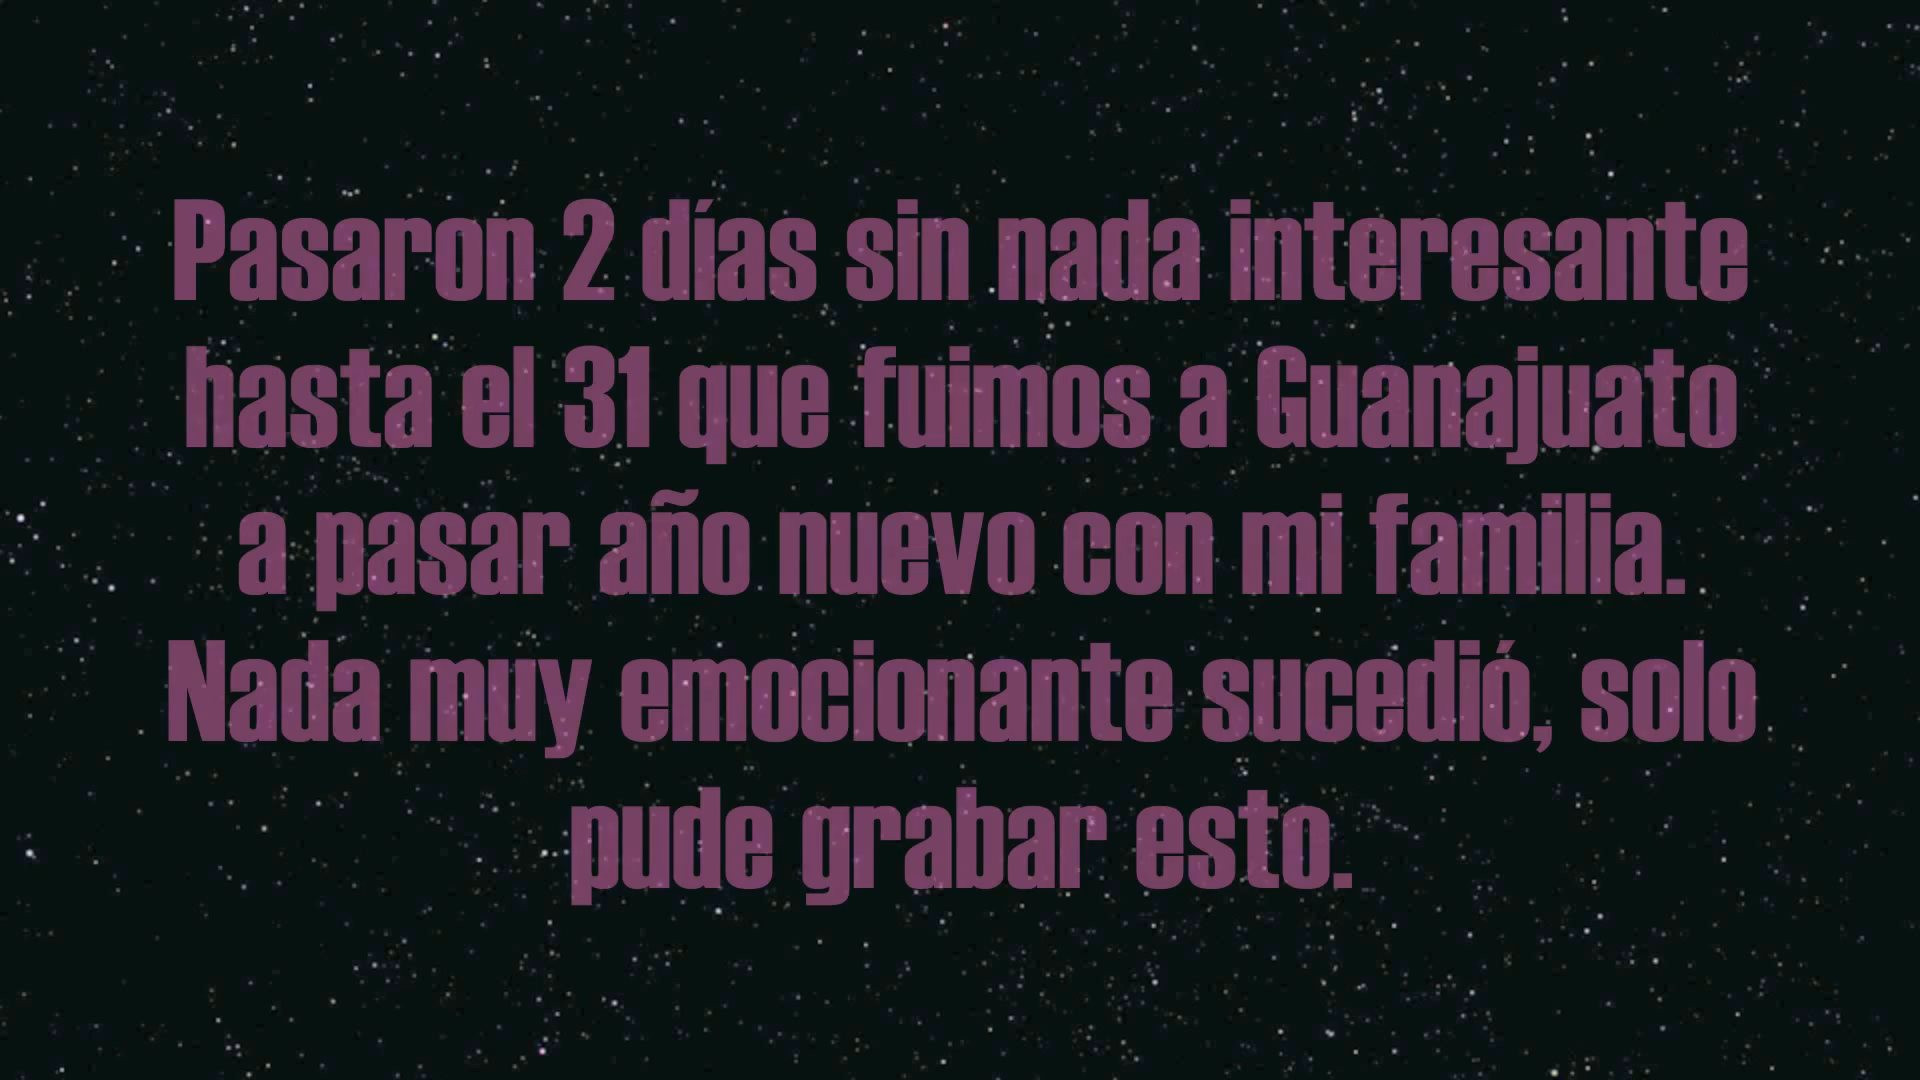 Pasaron 2 días sin nada interesante
hasta el 31 que fuimos a Guanajuato
a pasar año nuevo con mi familia.
Nada muy emocionante sucedió, solo
pude grabar esto.